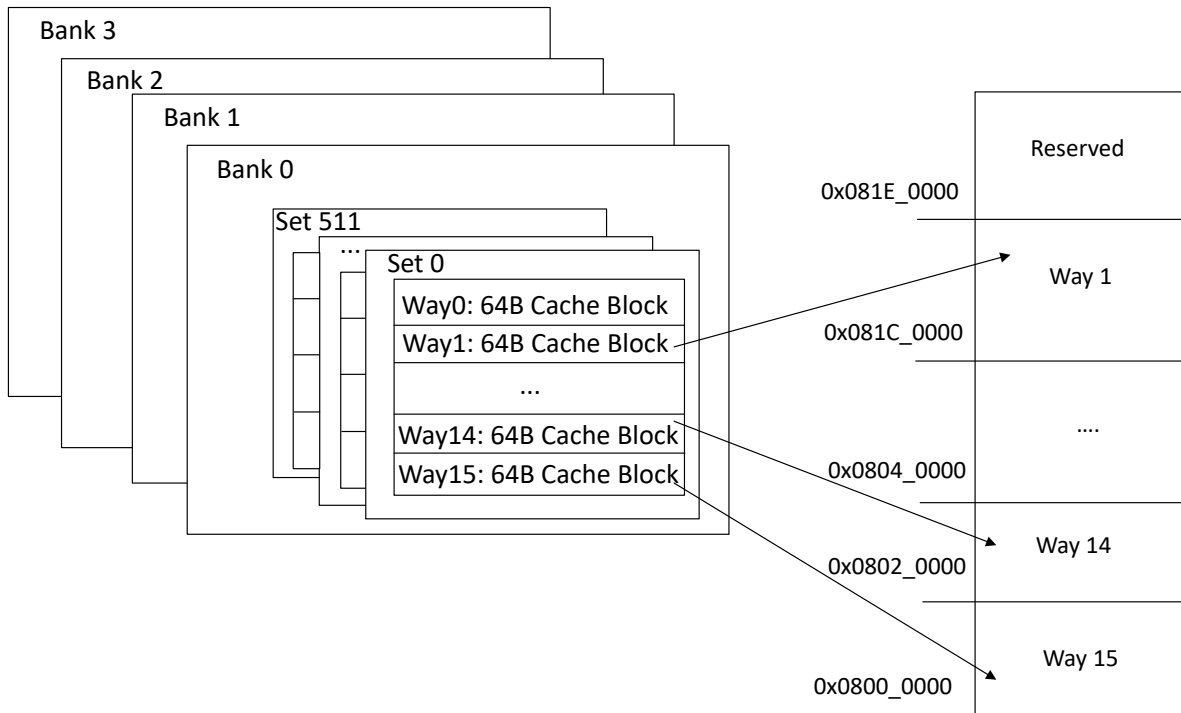 Bank 3
Bank 2
Bank 1
Bank 0
Set 511
...
Set 0
Way0: 64B Cache Block
Way1: 64B Cache Block
...
Way14: 64B Cache Block
Way15: 64B Cache Block
Reserved
0x081E_0000
Way 1
0x081C_0000
....
0x0804_0000
Way 14
0x0802_0000
Way 15
0x0800_0000